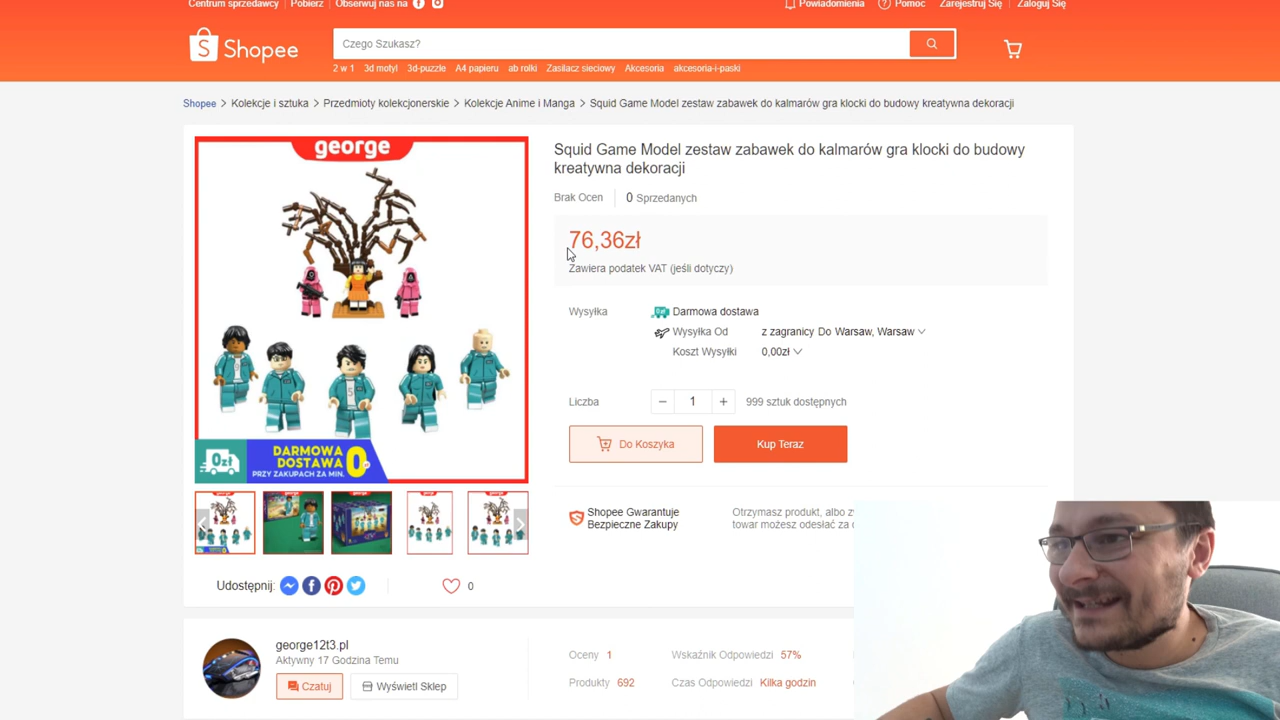 Centrum sprzedawcy | Pobierz | Obserwuj nas na
Powiadomienia Pomoc Zarejestruj Się Zaloguj Się
Shopee
Czego Szukasz?
2 w 1 3d motyl 3d-puzzle A4 papieru ab rolki Zasilacz sieciowy Akcesoria akcesoria-i-paski
Shopee > Kolekcje i sztuka > Przedmioty kolekcjonerskie > Kolekcje Anime i Manga > Squid Game Model zestaw zabawek do kalmarów gra klocki do budowy kreatywna dekoracji
george
Squid Game Model zestaw zabawek do kalmarów gra klocki do budowy
kreatywna dekoracji
Brak Ocen 0 Sprzedanych
76,36zł
Zawiera podatek VAT (jeśli dotyczy)
Wysyłka Darmowa dostawa
Wysyłka Od z zagranicy Do Warsaw, Warsaw
Koszt Wysyłki 0,00zł
Liczba − 1 + 999 sztuk dostępnych
Do Koszyka Kup Teraz
0zł
DARMOWA
DOSTAWA 0zł
PRZY ZAKUPACH ZA MIN.
Shopee Gwarantuje
Bezpieczne Zakupy
Otrzymasz produkt, albo
towar możesz odesłać za
Udostępnij: 0
george12t3.pl
Aktywny 17 Godzina Temu
Czatuj Wyświetl Sklep
Oceny 1 Wskaźnik Odpowiedzi 57%
Produkty 692 Czas Odpowiedzi Kilka godzin